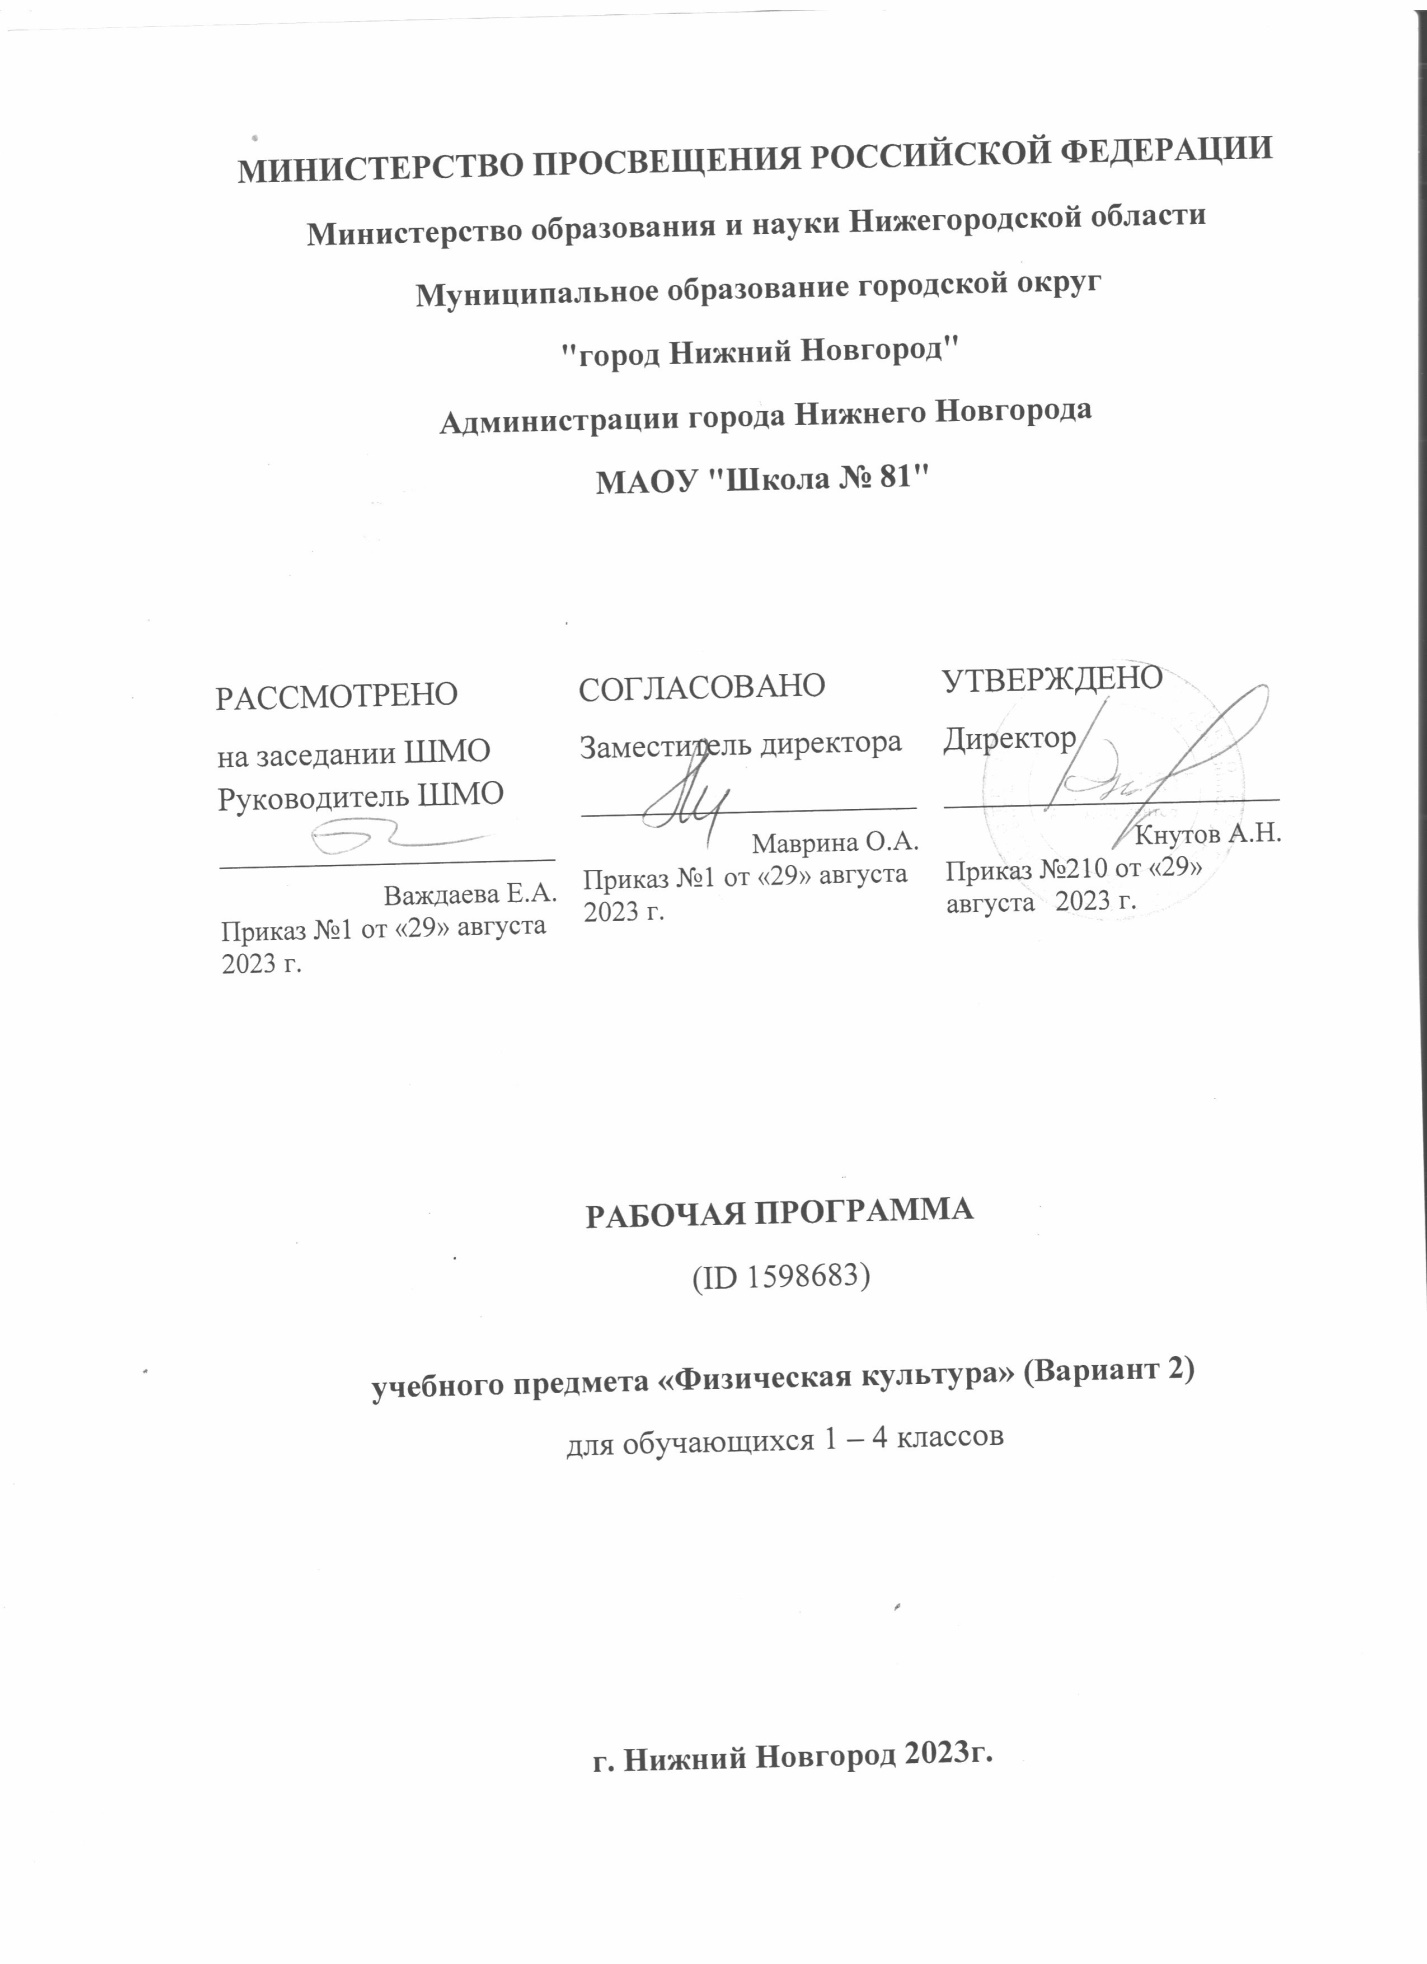 МИНИСТЕРСТВО ПРОСВЕЩЕНИЯ РОССИЙСКОЙ ФЕДЕРАЦИИ
Министерство образования и науки Нижегородской области
Муниципальное образование городской округ
"город Нижний Новгород"
Администрации города Нижнего Новгорода
МАОУ "Школа № 81"
РАССМОТРЕНО
на заседании ШМО
Руководитель ШМО
Важдаева Е.А.
Приказ №1 от «29» августа
2023 г.
СОГЛАСОВАНО
Заместитель директора
Маврина О.А.
Приказ №1 от «29» августа
2023 г.
УТВЕРЖДЕНО
Директор
Кнутов А.Н.
Приказ №210 от «29»
августа 2023 г.
РАБОЧАЯ ПРОГРАММА
(ID 1598683)
учебного предмета «Физическая культура» (Вариант 2)
для обучающихся 1 – 4 классов
г. Нижний Новгород 2023г.